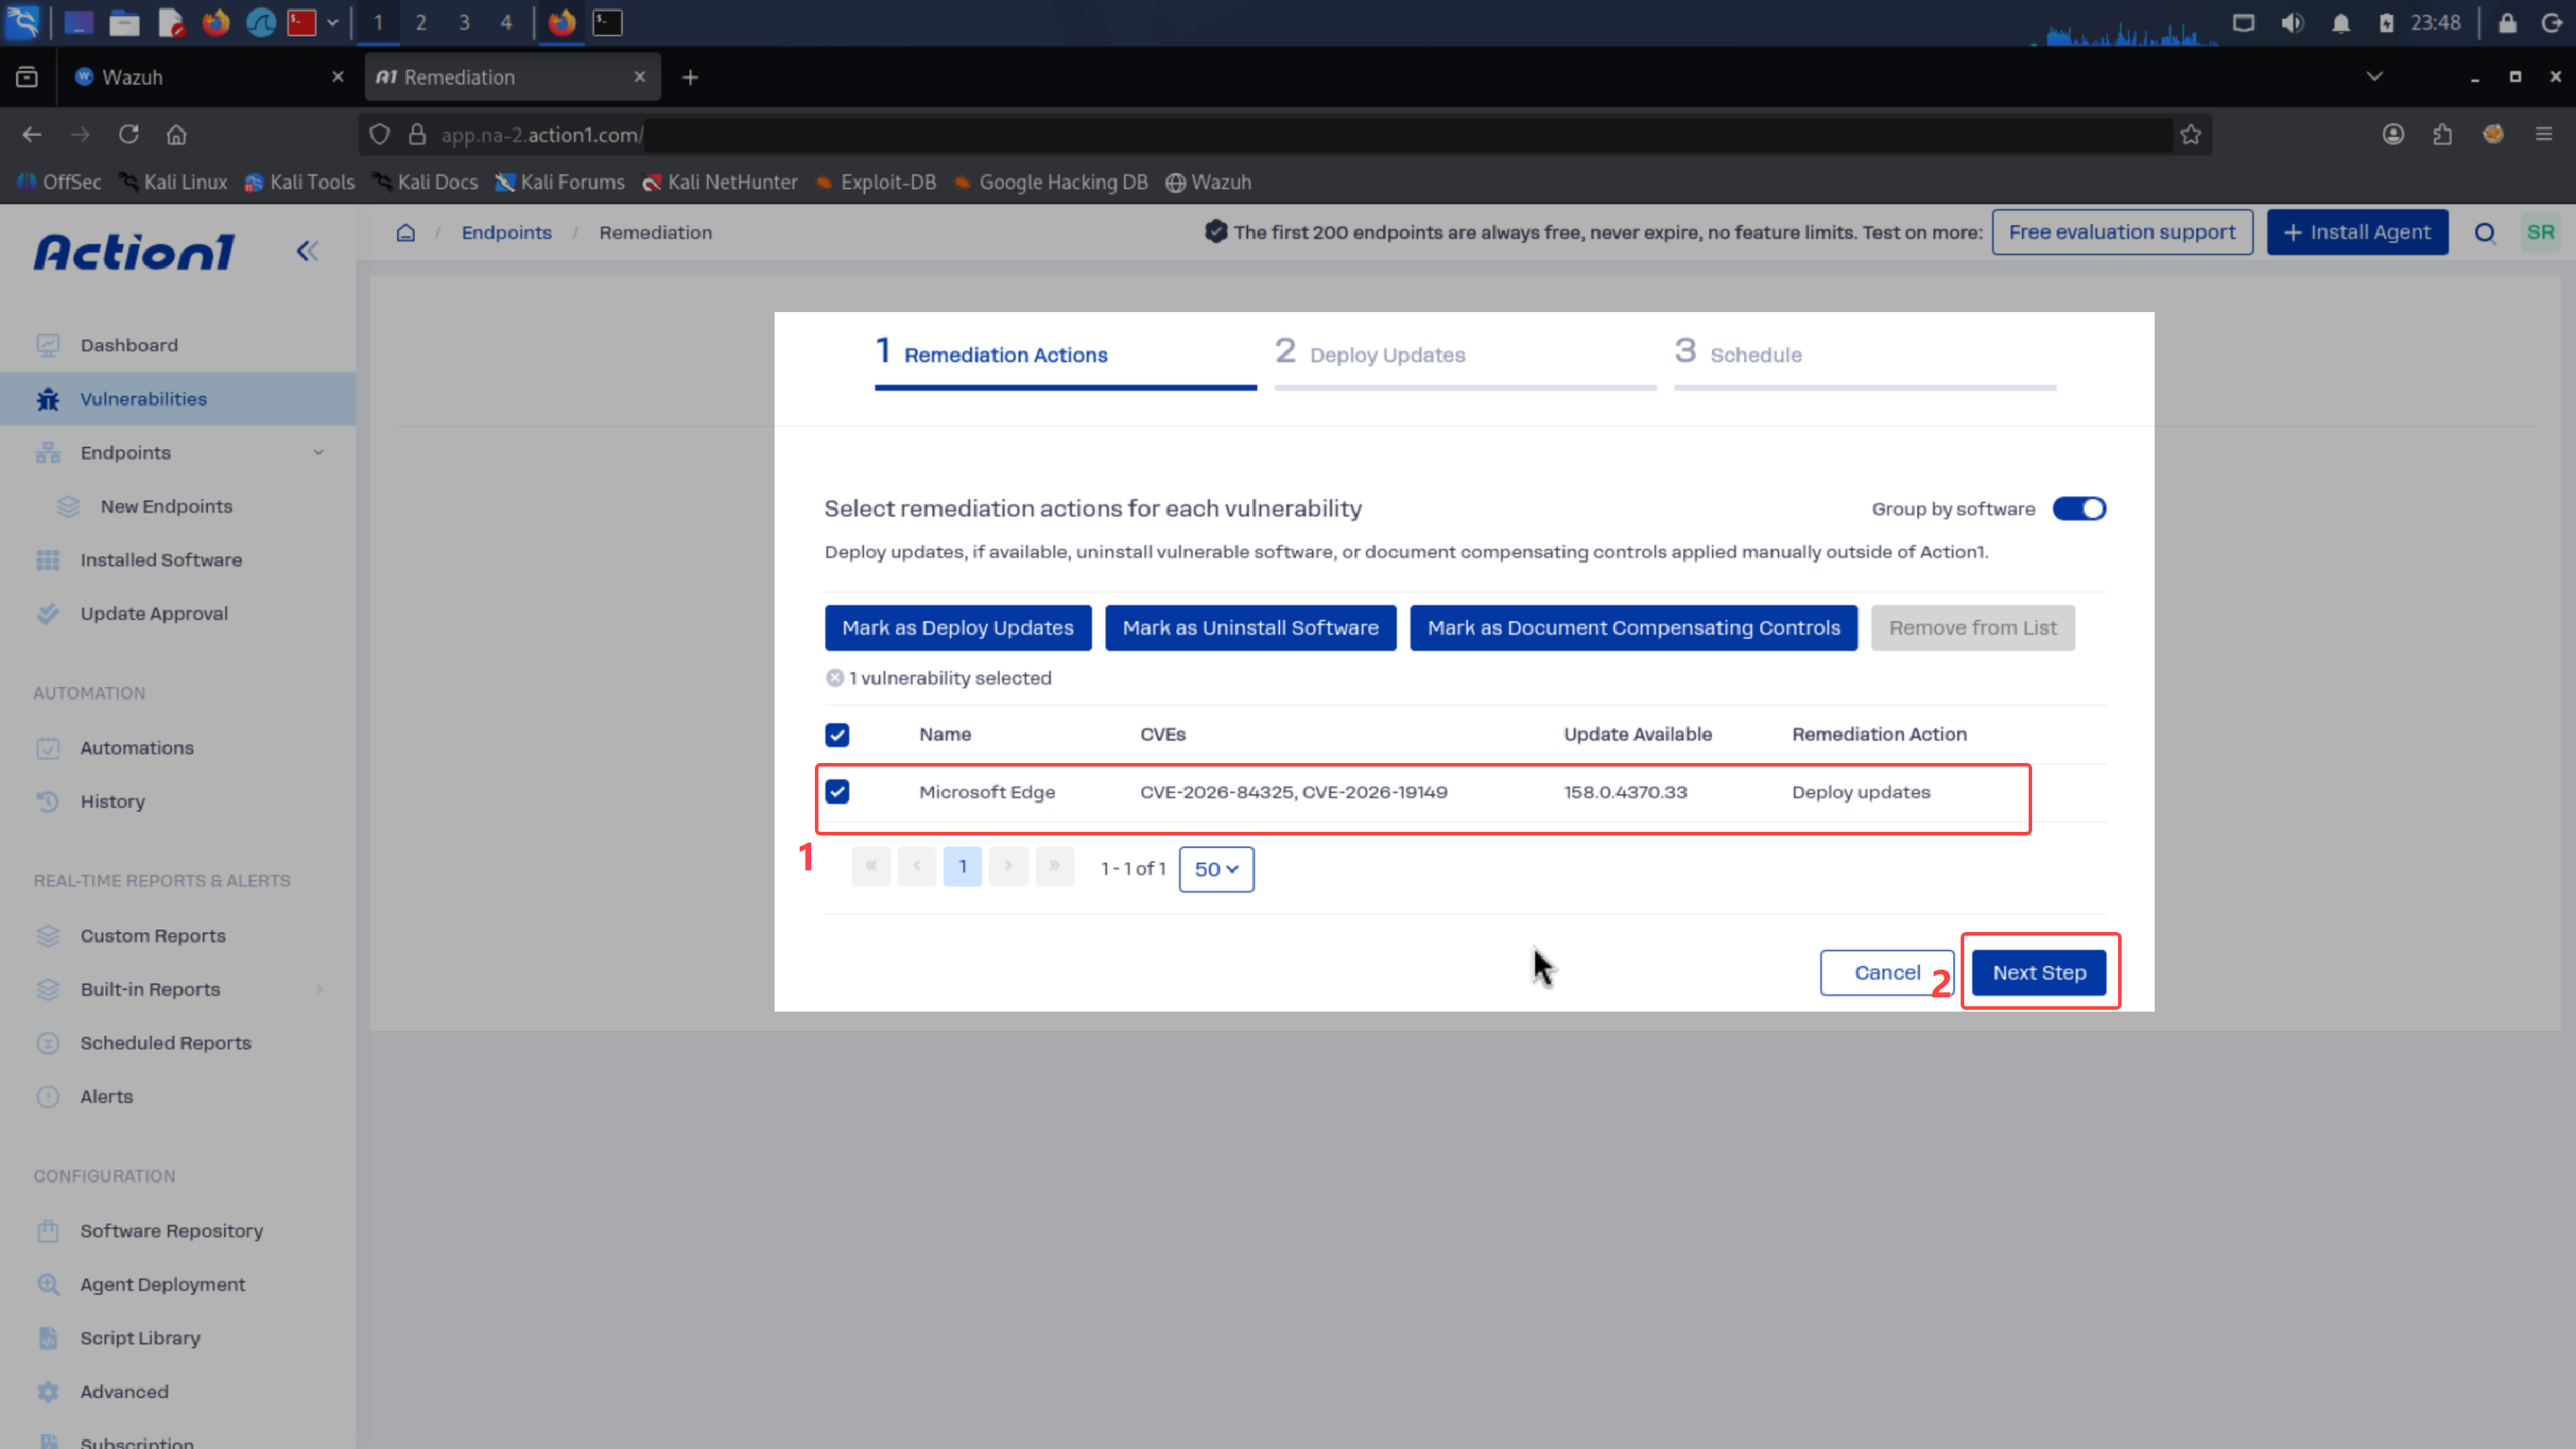 1 2 3 4 23:48
Wazuh
A1 Remediation
app.na-2.action1.com/
OffSec Kali Linux Kali Tools Kali Docs Kali Forums Kali NetHunter Exploit-DB Google Hacking DB Wazuh
Action1
Endpoints / Remediation
The first 200 endpoints are always free, never expire, no feature limits. Test on more:
Free evaluation support
+ Install Agent
SR
Dashboard
Vulnerabilities
Endpoints
New Endpoints
Installed Software
Update Approval
AUTOMATION
Automations
History
REAL-TIME REPORTS & ALERTS
Custom Reports
Built-in Reports
Scheduled Reports
Alerts
CONFIGURATION
Software Repository
Agent Deployment
Script Library
Advanced
Subscription
1 Remediation Actions
2 Deploy Updates
3 Schedule
Select remediation actions for each vulnerability
Group by software
Deploy updates, if available, uninstall vulnerable software, or document compensating controls applied manually outside of Action1.
Mark as Deploy Updates
Mark as Uninstall Software
Mark as Document Compensating Controls
Remove from List
1 vulnerability selected
Name CVEs Update Available Remediation Action
Microsoft Edge CVE-2026-84325, CVE-2026-19149 158.0.4370.33 Deploy updates
1
« ‹ 1 › » 1 - 1 of 1 50
Cancel
2
Next Step